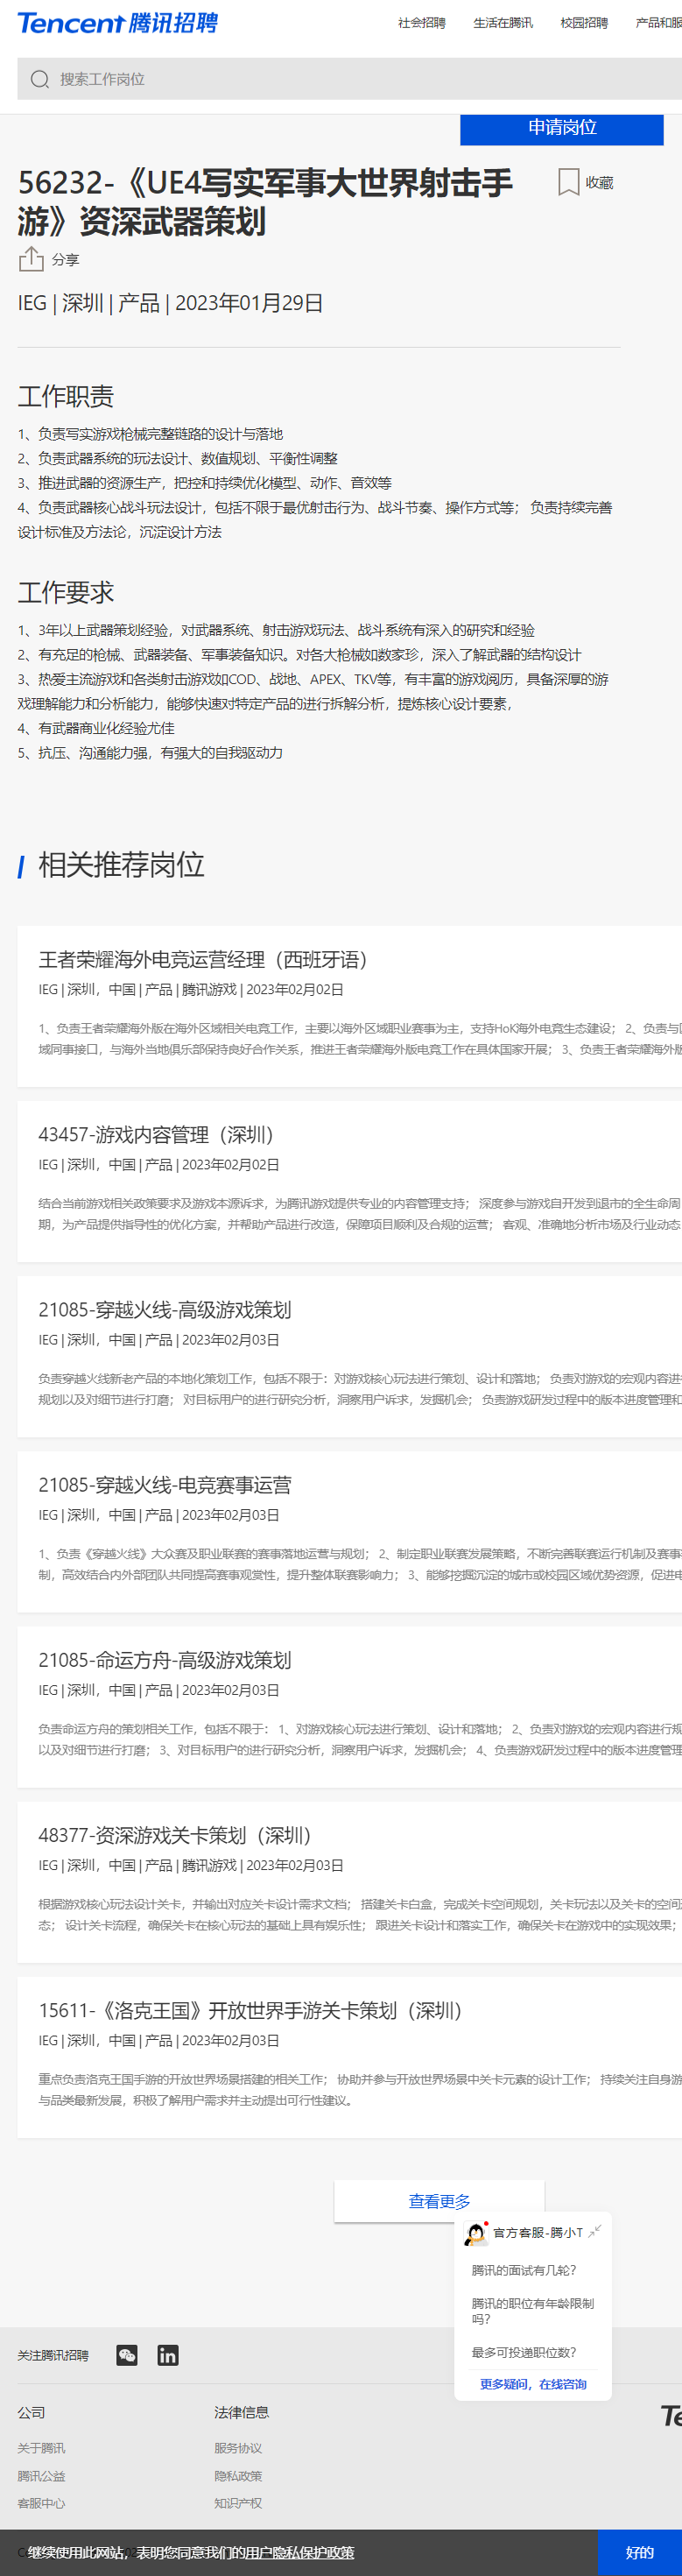 Tencent 腾讯招聘
社会招聘 生活在腾讯 校园招聘 产品和服
搜索工作岗位
申请岗位
56232-《UE4写实军事大世界射击手
游》资深武器策划
收藏
分享
IEG | 深圳 | 产品 | 2023年01月29日
工作职责
1、负责写实游戏枪械完整链路的设计与落地
2、负责武器系统的玩法设计、数值规划、平衡性调整
3、推进武器的资源生产，把控和持续优化模型、动作、音效等
4、负责武器核心战斗玩法设计，包括不限于最优射击行为、战斗节奏、操作方式等； 负责持续完善
设计标准及方法论，沉淀设计方法
工作要求
1、3年以上武器策划经验，对武器系统、射击游戏玩法、战斗系统有深入的研究和经验
2、有充足的枪械、武器装备、军事装备知识。对各大枪械如数家珍，深入了解武器的结构设计
3、热爱主流游戏和各类射击游戏如COD、战地、APEX、TKV等，有丰富的游戏阅历，具备深厚的游
戏理解能力和分析能力，能够快速对特定产品的进行拆解分析，提炼核心设计要素，
4、有武器商业化经验尤佳
5、抗压、沟通能力强，有强大的自我驱动力
相关推荐岗位
王者荣耀海外电竞运营经理（西班牙语）
IEG | 深圳，中国 | 产品 | 腾讯游戏 | 2023年02月02日
1、负责王者荣耀海外版在海外区域相关电竞工作，主要以海外区域职业赛事为主，支持HoK海外电竞生态建设； 2、负责与
域同事接口，与海外当地俱乐部保持良好合作关系，推进王者荣耀海外版电竞工作在具体国家开展； 3、负责王者荣耀海外版
43457-游戏内容管理（深圳）
IEG | 深圳，中国 | 产品 | 2023年02月02日
结合当前游戏相关政策要求及游戏本源诉求，为腾讯游戏提供专业的内容管理支持； 深度参与游戏自开发到退市的全生命周
期，为产品提供指导性的优化方案，并帮助产品进行改造，保障项目顺利及合规的运营； 客观、准确地分析市场及行业动态
21085-穿越火线-高级游戏策划
IEG | 深圳，中国 | 产品 | 2023年02月03日
负责穿越火线新老产品的本地化策划工作，包括不限于：对游戏核心玩法进行策划、设计和落地； 负责对游戏的宏观内容进
规划以及对细节进行打磨； 对目标用户的进行研究分析，洞察用户诉求，发掘机会； 负责游戏研发过程中的版本进度管理和
21085-穿越火线-电竞赛事运营
IEG | 深圳，中国 | 产品 | 2023年02月03日
1、负责《穿越火线》大众赛及职业联赛的赛事落地运营与规划； 2、制定职业联赛发展策略，不断完善联赛运行机制及赛事
制，高效结合内外部团队共同提高赛事观赏性，提升整体联赛影响力； 3、能够挖掘沉淀的城市或校园区域优势资源，促进电
21085-命运方舟-高级游戏策划
IEG | 深圳，中国 | 产品 | 2023年02月03日
负责命运方舟的策划相关工作，包括不限于： 1、对游戏核心玩法进行策划、设计和落地； 2、负责对游戏的宏观内容进行规
以及对细节进行打磨； 3、对目标用户的进行研究分析，洞察用户诉求，发掘机会； 4、负责游戏研发过程中的版本进度管理
48377-资深游戏关卡策划（深圳）
IEG | 深圳，中国 | 产品 | 腾讯游戏 | 2023年02月03日
根据游戏核心玩法设计关卡，并输出对应关卡设计需求文档； 搭建关卡白盒，完成关卡空间规划，关卡玩法以及关卡的空间
态； 设计关卡流程，确保关卡在核心玩法的基础上具有娱乐性； 跟进关卡设计和落实工作，确保关卡在游戏中的实现效果；
15611-《洛克王国》开放世界手游关卡策划（深圳）
IEG | 深圳，中国 | 产品 | 2023年02月03日
重点负责洛克王国手游的开放世界场景搭建的相关工作； 协助并参与开放世界场景中关卡元素的设计工作； 持续关注自身游
与品类最新发展，积极了解用户需求并主动提出可行性建议。
查看更多
官方客服-腾小T
腾讯的面试有几轮？
腾讯的职位有年龄限制
吗？
最多可投递职位数？
更多疑问，在线咨询
关注腾讯招聘
公司 法律信息
Te
关于腾讯 服务协议
腾讯公益 隐私政策
客服中心 知识产权
继续使用此网站，表明您同意我们的用户隐私保护政策
好的